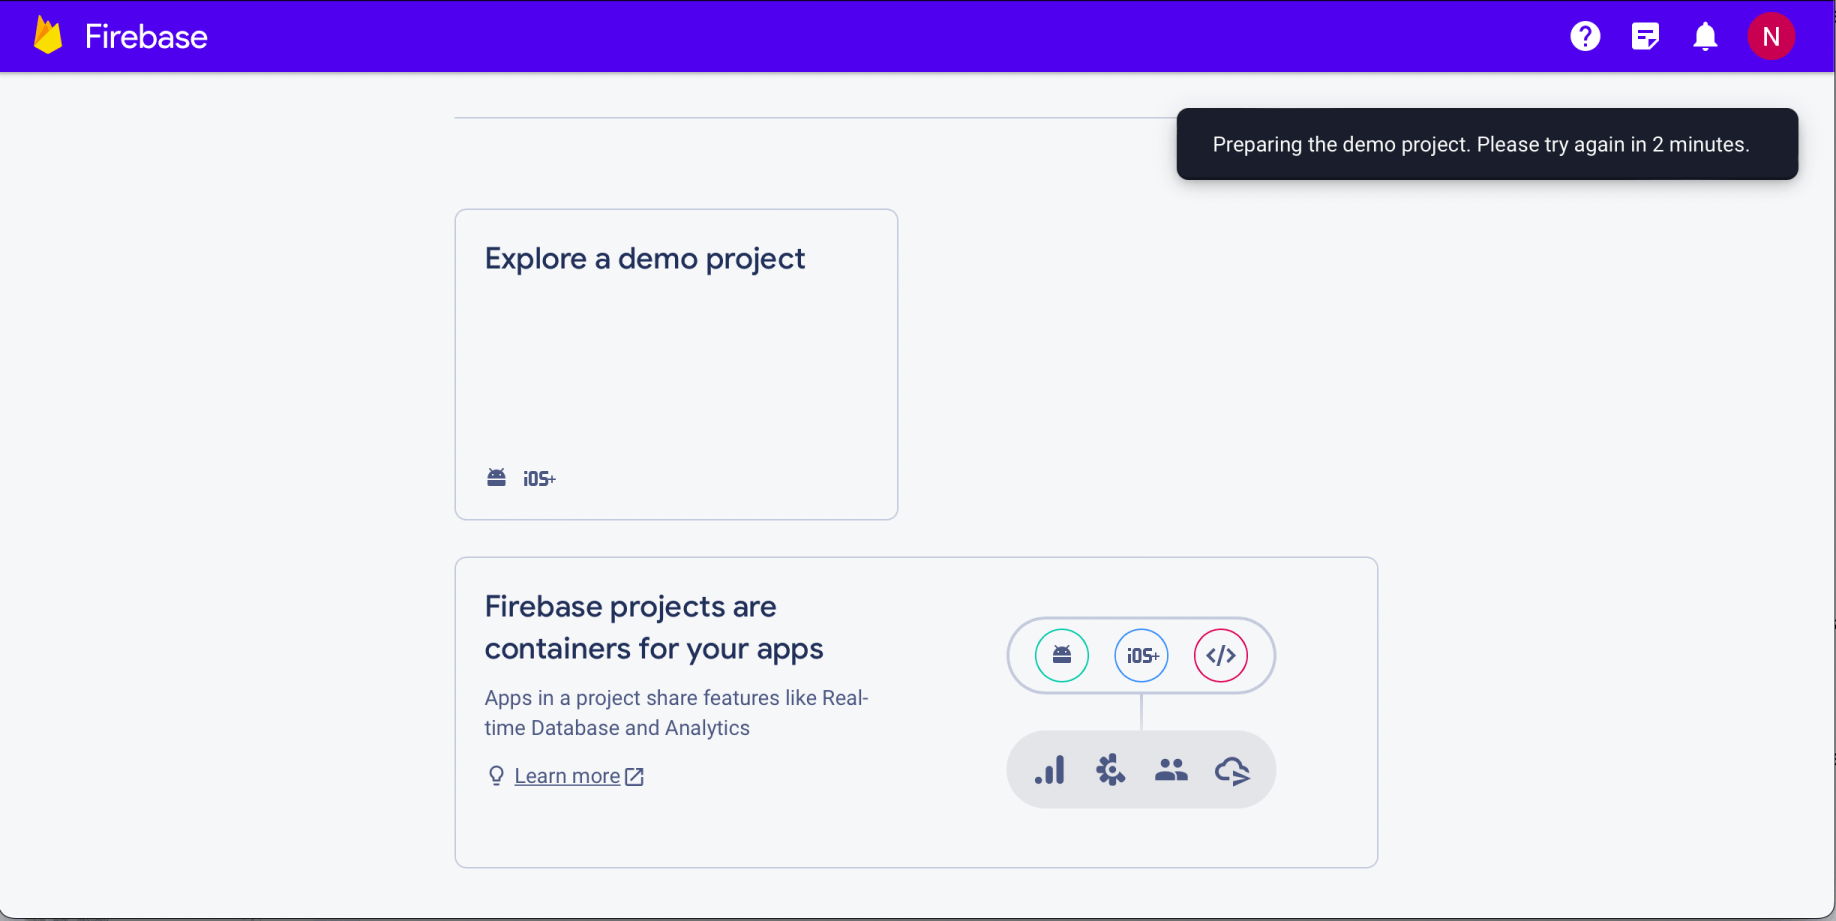 Firebase
N
Preparing the demo project. Please try again in 2 minutes.
Explore a demo project
iOS+
Firebase projects are
containers for your apps
Apps in a project share features like Real-
time Database and Analytics
Learn more
iOS+